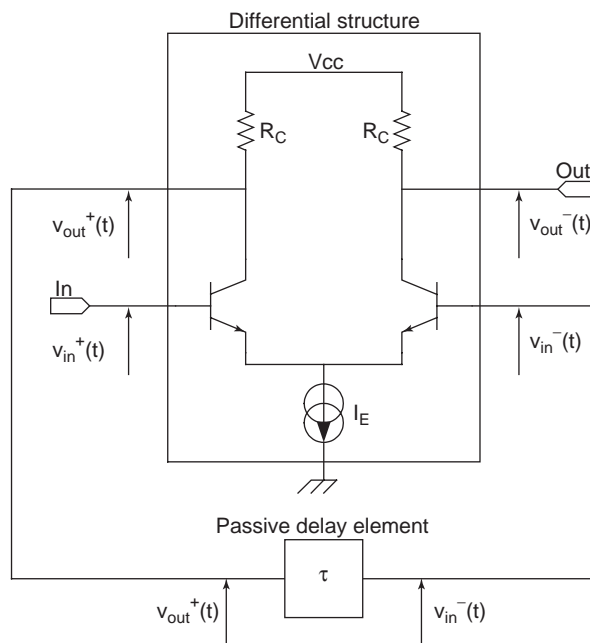 Differential structure
Vcc
R_C R_C
Out
v_out^+(t) v_out^−(t)
In
v_in^+(t) v_in^−(t)
I_E
Passive delay element
τ
v_out^+(t) v_in^−(t)